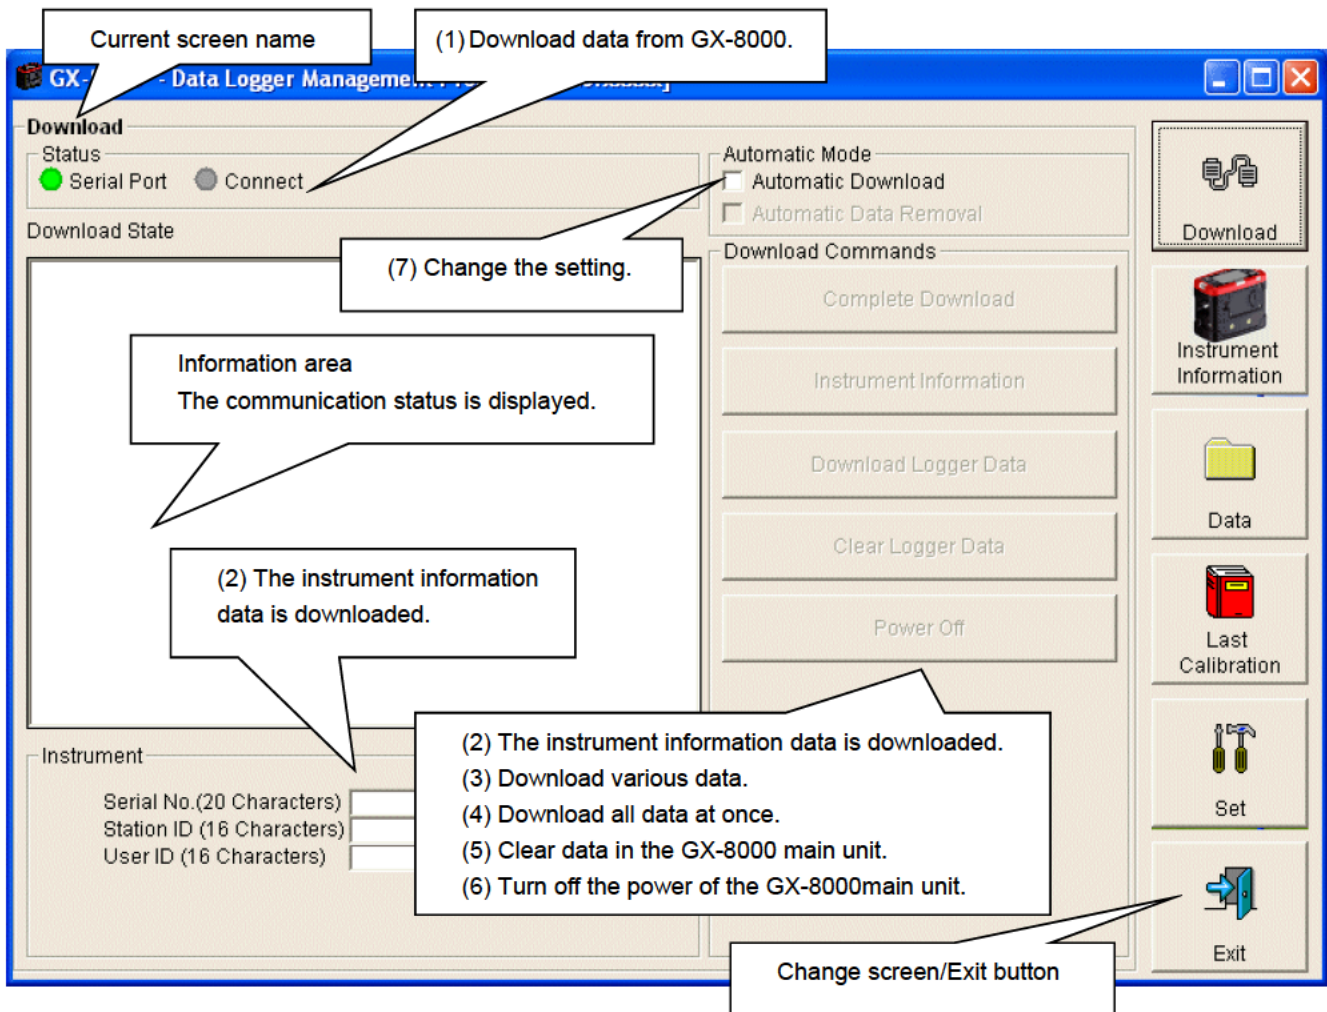 Current screen name
(1) Download data from GX-8000.
GX- - Data Logger Management
Download
Status
Serial Port
Connect
Automatic Mode
Automatic Download
Automatic Data Removal
Download State
(7) Change the setting.
Download Commands
Complete Download
Instrument Information
Download Logger Data
Clear Logger Data
Power Off
Information area
The communication status is displayed.
(2) The instrument information
data is downloaded.
(2) The instrument information data is downloaded.
(3) Download various data.
(4) Download all data at once.
(5) Clear data in the GX-8000 main unit.
(6) Turn off the power of the GX-8000main unit.
Instrument
Serial No.(20 Characters)
Station ID (16 Characters)
User ID (16 Characters)
Download
Instrument
Information
Data
Last
Calibration
Set
Exit
Change screen/Exit button